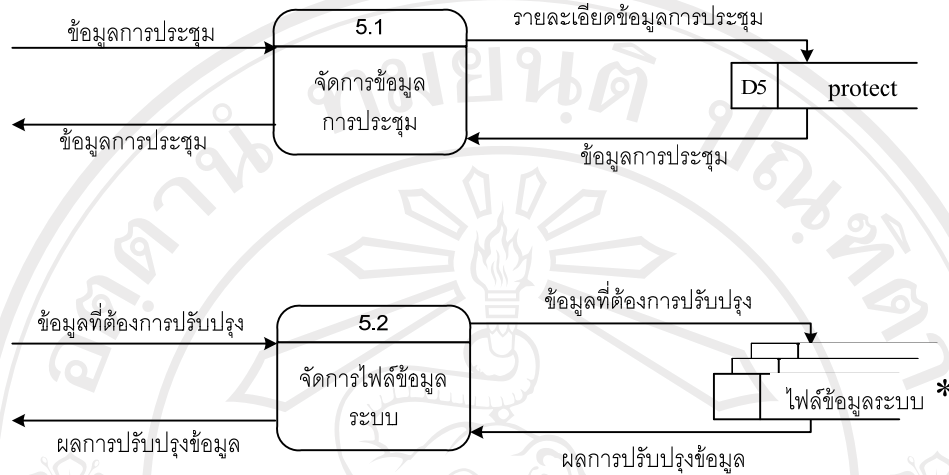 ข้อมูลการประชุม
5.1
รายละเอียดข้อมูลการประชุม
จัดการข้อมูล
การประชุม
D5
protect
ข้อมูลการประชุม
ข้อมูลการประชุม
ข้อมูลที่ต้องการปรับปรุง
5.2
ข้อมูลที่ต้องการปรับปรุง
จัดการไฟล์ข้อมูล
ระบบ
ไฟล์ข้อมูลระบบ *
ผลการปรับปรุงข้อมูล
ผลการปรับปรุงข้อมูล